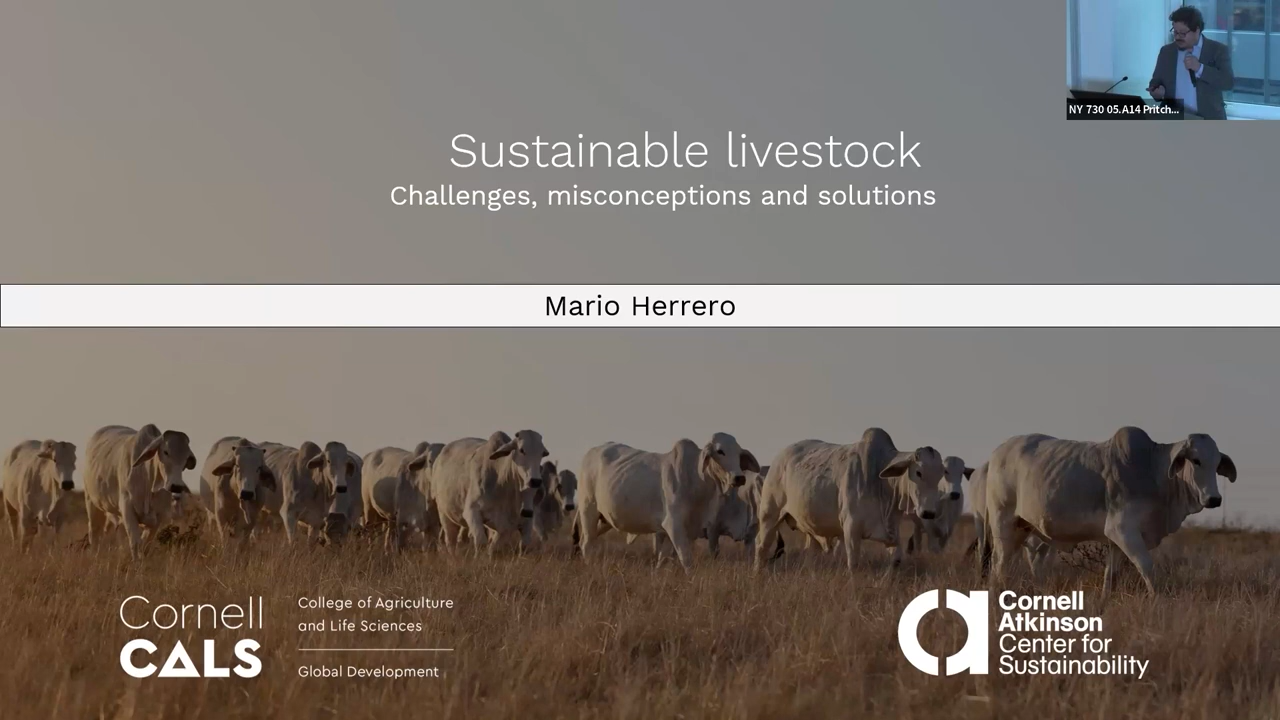 NY 730 05.A14 Pritch...
Sustainable livestock
Challenges, misconceptions and solutions
Mario Herrero
Cornell
CALS
College of Agriculture
and Life Sciences
Global Development
Cornell
Atkinson
Center for
Sustainability